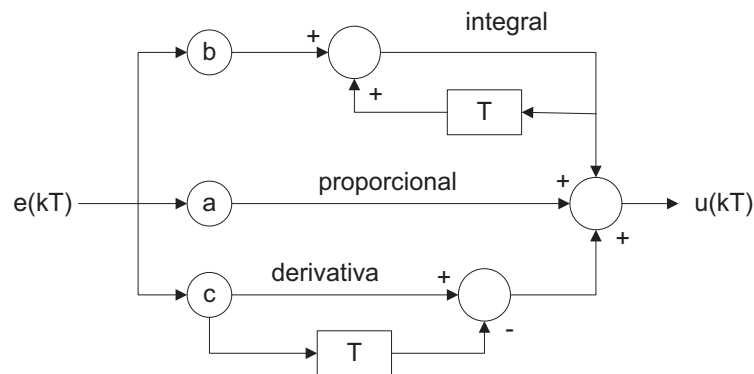 integral
b
+
+
T
proporcional
+
e(kT)
a
u(kT)
+
derivativa
+
c
-
T